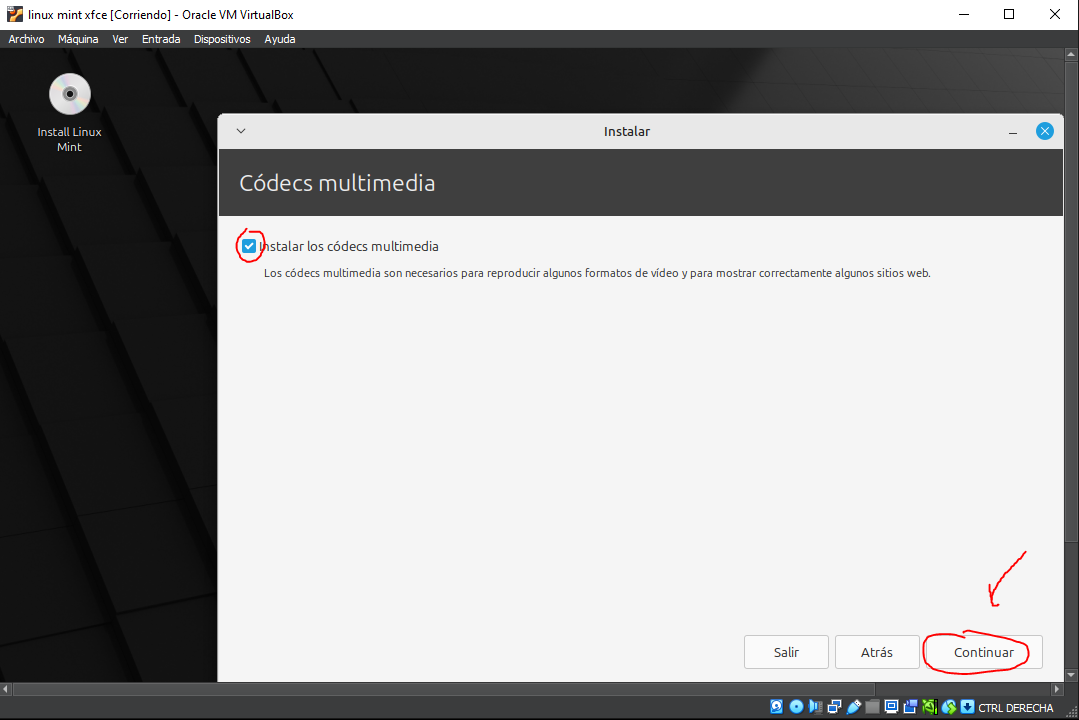 linux mint xfce [Corriendo] - Oracle VM VirtualBox
Archivo Máquina Ver Entrada Dispositivos Ayuda
Install Linux
Mint
Instalar
Códecs multimedia
Instalar los códecs multimedia
Los códecs multimedia son necesarios para reproducir algunos formatos de vídeo y para mostrar correctamente algunos sitios web.
Salir Atrás Continuar
CTRL DERECHA